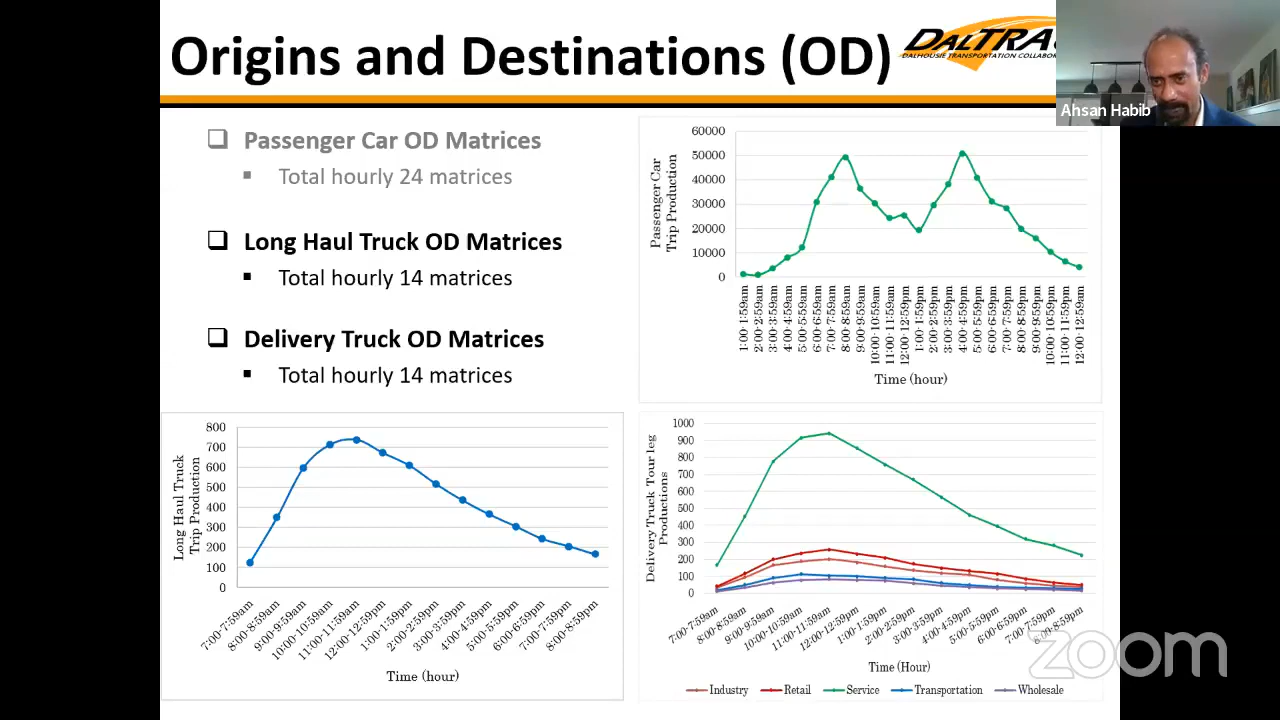 Origins and Destinations (OD)
DALTRA
DALHOUSIE TRANSPORTATION COLLABO
Ahsan Habib
Passenger Car OD Matrices
Total hourly 24 matrices
Long Haul Truck OD Matrices
Total hourly 14 matrices
Delivery Truck OD Matrices
Total hourly 14 matrices
Passenger Car
Trip Production
60000
50000
40000
30000
20000
10000
0
1:00-1:59am
2:00-2:59am
3:00-3:59am
4:00-4:59am
5:00-5:59am
6:00-6:59am
7:00-7:59am
8:00-8:59am
9:00-9:59am
10:00-10:59am
11:00-11:59am
12:00-12:59pm
1:00-1:59pm
2:00-2:59pm
3:00-3:59pm
4:00-4:59pm
5:00-5:59pm
6:00-6:59pm
7:00-7:59pm
8:00-8:59pm
9:00-9:59pm
10:00-10:59pm
11:00-11:59pm
12:00-12:59am
Time (hour)
Long Haul Truck
Trip Production
800
700
600
500
400
300
200
100
0
7:00-7:59am
8:00-8:59am
9:00-9:59am
10:00-10:59am
11:00-11:59am
12:00-12:59pm
1:00-1:59pm
2:00-2:59pm
3:00-3:59pm
4:00-4:59pm
5:00-5:59pm
6:00-6:59pm
7:00-7:59pm
8:00-8:59pm
Time (hour)
Delivery Truck Tour leg
Productions
1000
900
800
700
600
500
400
300
200
100
0
7:00-7:59am
8:00-8:59am
9:00-9:59am
10:00-10:59am
11:00-11:59am
12:00-12:59pm
1:00-1:59pm
2:00-2:59pm
3:00-3:59pm
4:00-4:59pm
5:00-5:59pm
6:00-6:59pm
7:00-7:59pm
8:00-8:59pm
Time (Hour)
Industry
Retail
Service
Transportation
Wholesale
zoom